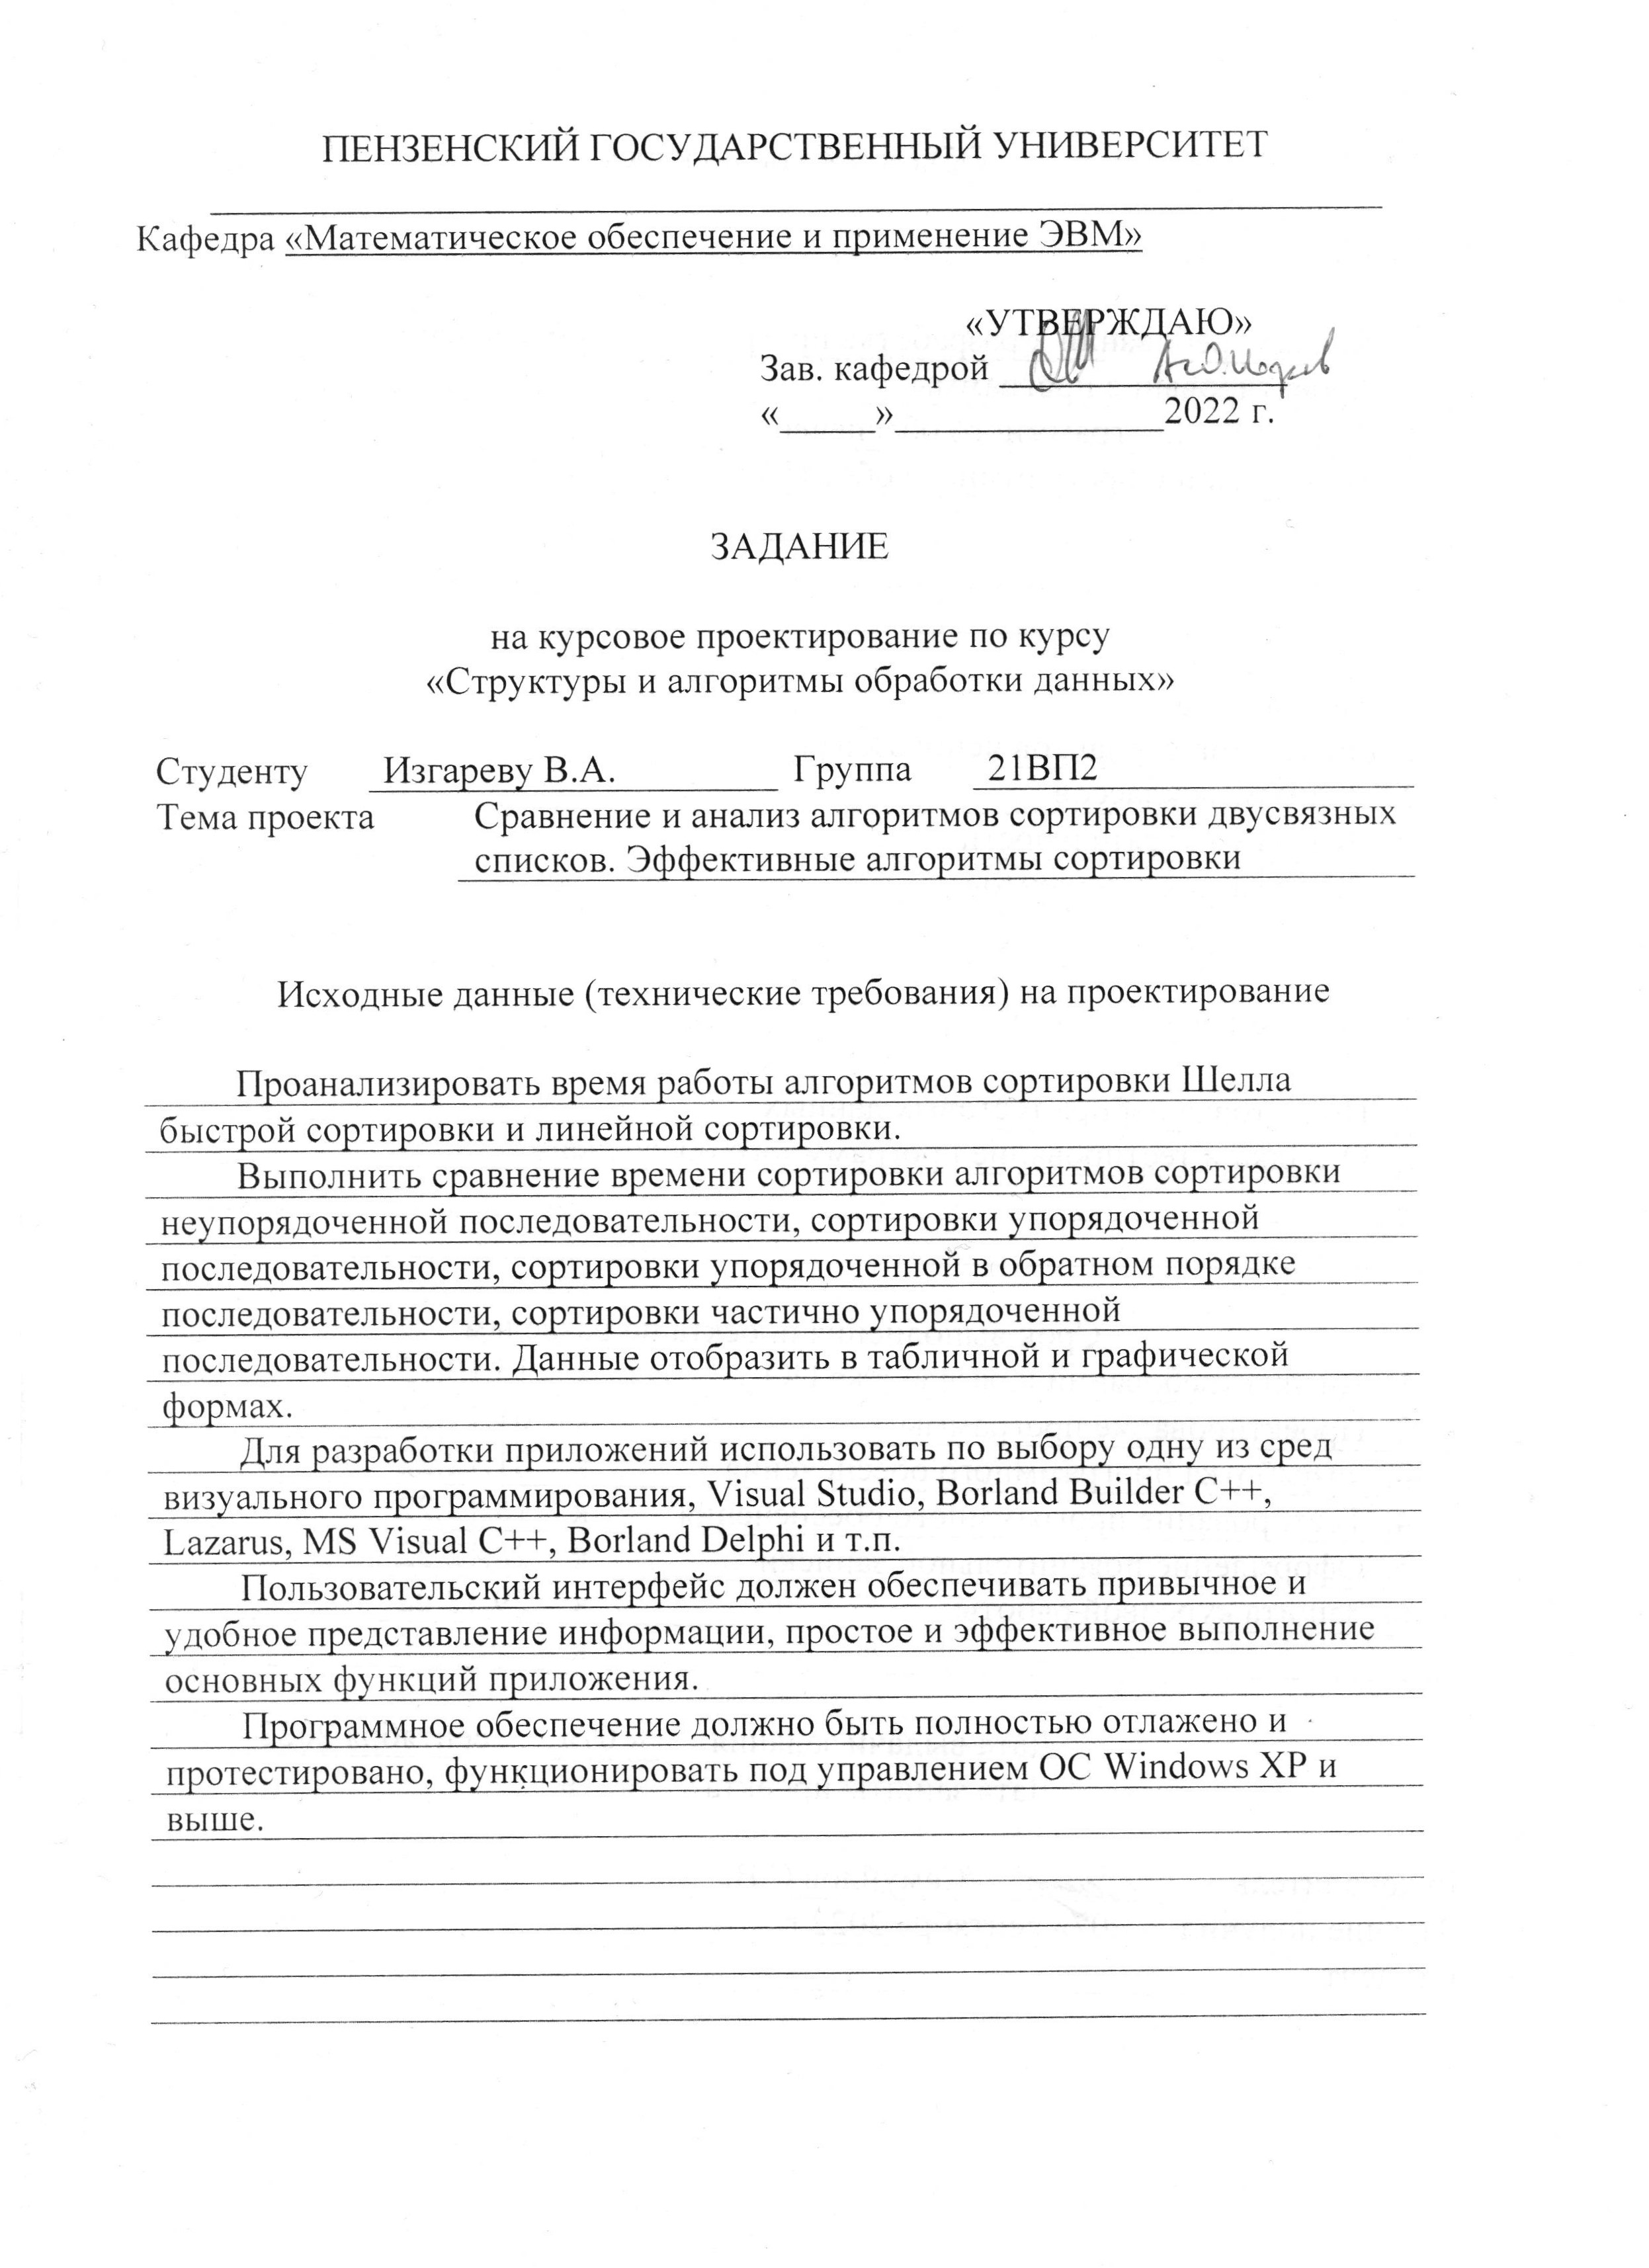 ПЕНЗЕНСКИЙ ГОСУДАРСТВЕННЫЙ УНИВЕРСИТЕТ
Кафедра «Математическое обеспечение и применение ЭВМ»
«УТВЕРЖДАЮ»
Зав. кафедрой
«_____»______________2022 г.
ЗАДАНИЕ
на курсовое проектирование по курсу
«Структуры и алгоритмы обработки данных»
Студенту Изгареву В.А. Группа 21ВП2
Тема проекта Сравнение и анализ алгоритмов сортировки двусвязных
списков. Эффективные алгоритмы сортировки
Исходные данные (технические требования) на проектирование
Проанализировать время работы алгоритмов сортировки Шелла
быстрой сортировки и линейной сортировки.
Выполнить сравнение времени сортировки алгоритмов сортировки
неупорядоченной последовательности, сортировки упорядоченной
последовательности, сортировки упорядоченной в обратном порядке
последовательности, сортировки частично упорядоченной
последовательности. Данные отобразить в табличной и графической
формах.
Для разработки приложений использовать по выбору одну из сред
визуального программирования, Visual Studio, Borland Builder C++,
Lazarus, MS Visual C++, Borland Delphi и т.п.
Пользовательский интерфейс должен обеспечивать привычное и
удобное представление информации, простое и эффективное выполнение
основных функций приложения.
Программное обеспечение должно быть полностью отлажено и
протестировано, функционировать под управлением ОС Windows XP и
выше.